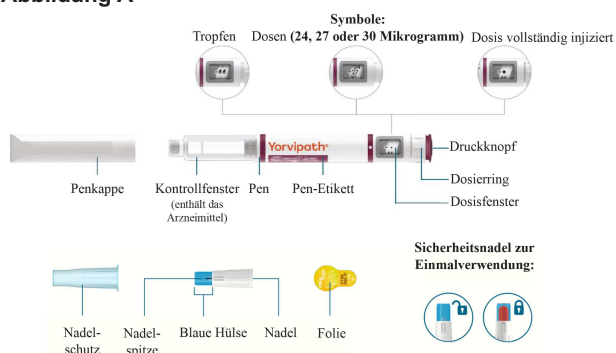 Abbildung A
Symbole:
Tropfen Dosen (24, 27 oder 30 Mikrogramm) Dosis vollständig injiziert
Yorvipath®
Druckknopf
Dosierring
Dosisfenster
Penkappe Kontrollfenster Pen Pen-Etikett
(enthält das
Arzneimittel)
Sicherheitsnadel zur
Einmalverwendung:
Nadel- Nadel- Blaue Hülse Nadel Folie
schutz spitze